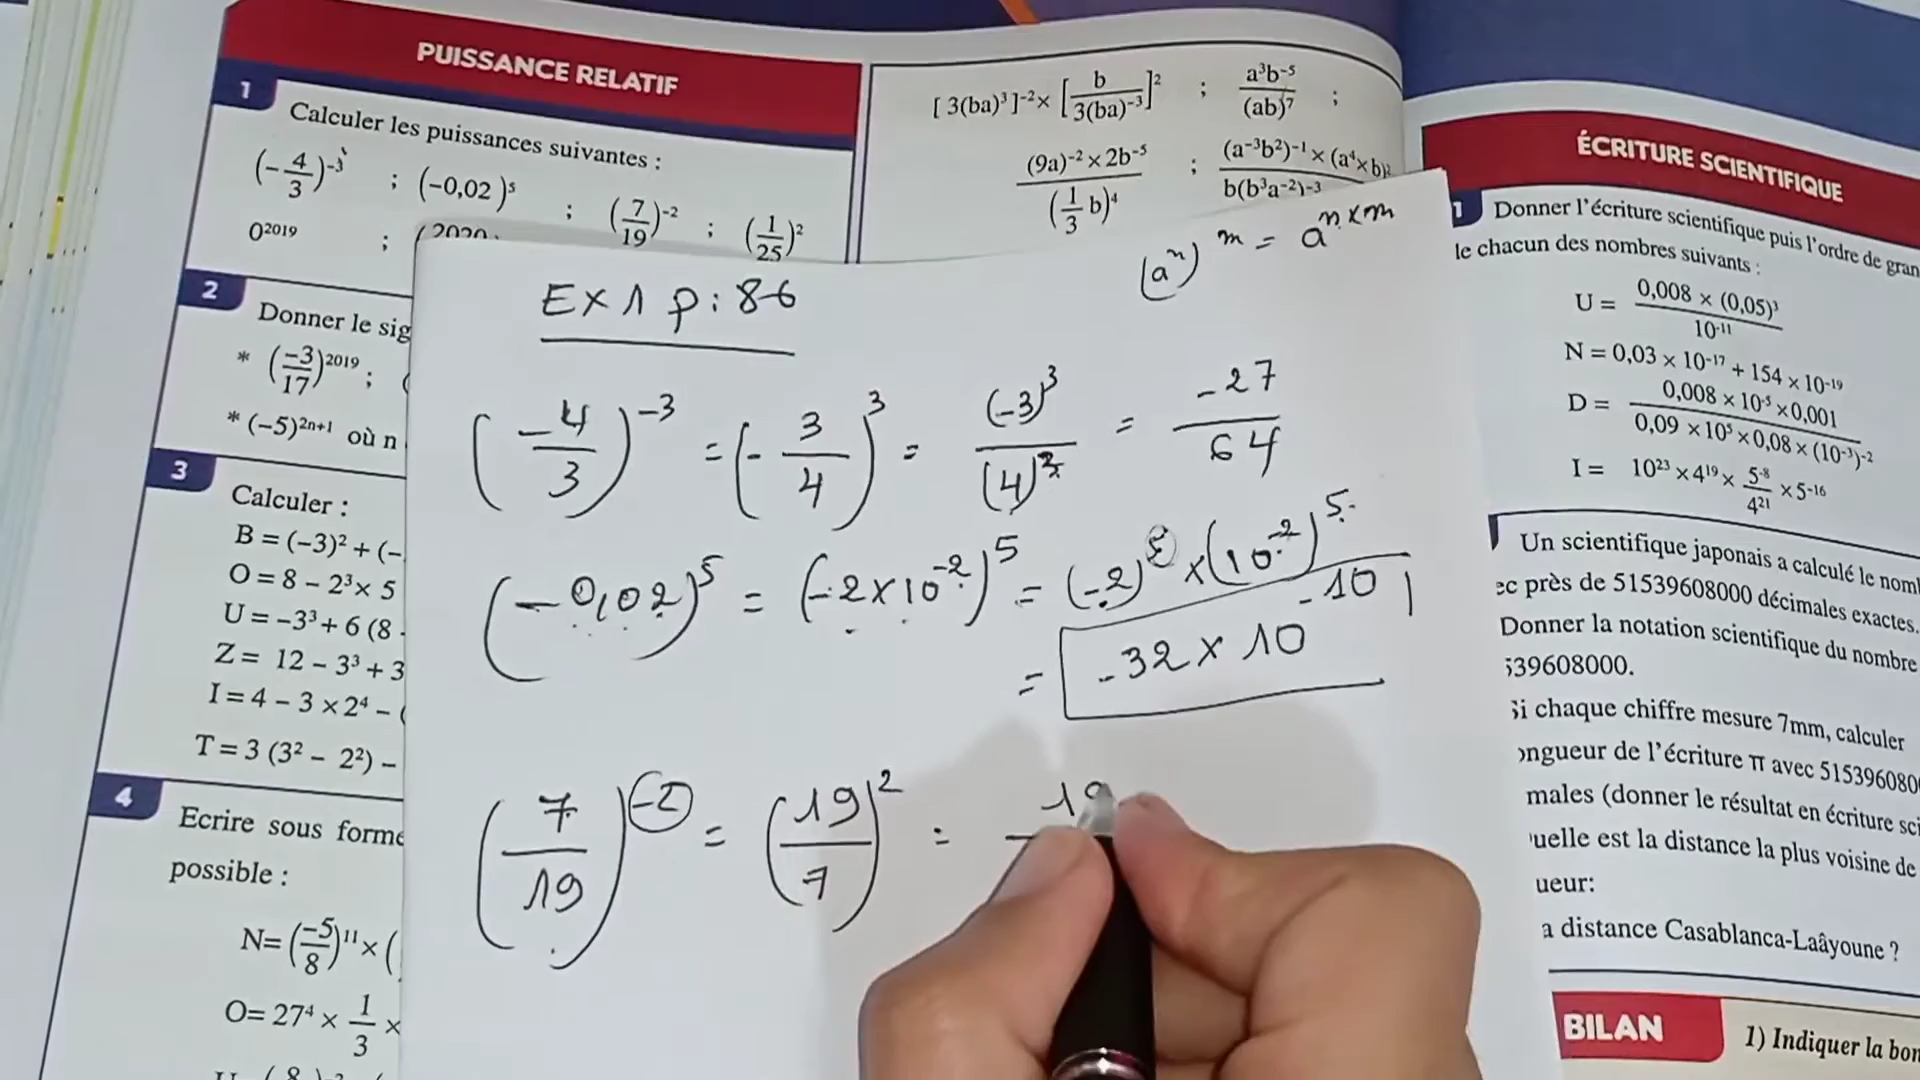 PUISSANCE RELATIF
1 Calculer les puissances suivantes :
(-4/3)^-3 ; (-0,02)^5 ; (7/19)^-2 ; (1/25)^2
0^2019 ; (2020
2 Donner le sig
* (-3/17)^2019 ; (
* (-5)^2n+1 où n
3 Calculer :
B = (-3)² + (-
O = 8 - 2³ × 5
U = -3³ + 6 (8 -
Z = 12 - 3³ + 3
I = 4 - 3 × 2⁴ - (
T = 3 (3² - 2²) -
4 Ecrire sous forme
possible :
N= (-5/8)^11 × (
O= 27⁴ × 1/3 ×
[ 3(ba)³ ]^-2 × [b/3(ba)^-3]² ; a³b^-5/(ab)^7 ;
(9a)^-2 × 2b^-5/(1/3 b)⁴ ; (a^-3b²)^-1 × (a⁴×b)²/b(b³a^-2)^-3
(a^n)^m = a^n×m
EX 1 p : 86
(-4/3)^-3 = (-3/4)^3 = (-3)^3/(4)^3 = -27/64
(-0,02)^5 = (-2×10^-2)^5 = (-2)^5 × (10^-2)^5
= -32 × 10^-10
(7/19)^-2 = (19/7)^2 = 19
ÉCRITURE SCIENTIFIQUE
1 Donner l'écriture scientifique puis l'ordre de gran
le chacun des nombres suivants :
U = 0,008 × (0,05)³/10^-11
N = 0,03 × 10^-17 + 154 × 10^-19
D = 0,008 × 10^-5 × 0,001/0,09 × 10^5 × 0,08 × (10^-3)^-2
I = 10^23 × 4^19 × 5^-8/4^21 × 5^-16
Un scientifique japonais a calculé le noml
ec près de 51539608000 décimales exactes.
Donner la notation scientifique du nombre
539608000.
Si chaque chiffre mesure 7mm, calculer
ongueur de l'écriture π avec 5153960800
males (donner le résultat en écriture sci
uelle est la distance la plus voisine de
ueur:
a distance Casablanca-Laâyoune ?
BILAN 1) Indiquer la bon